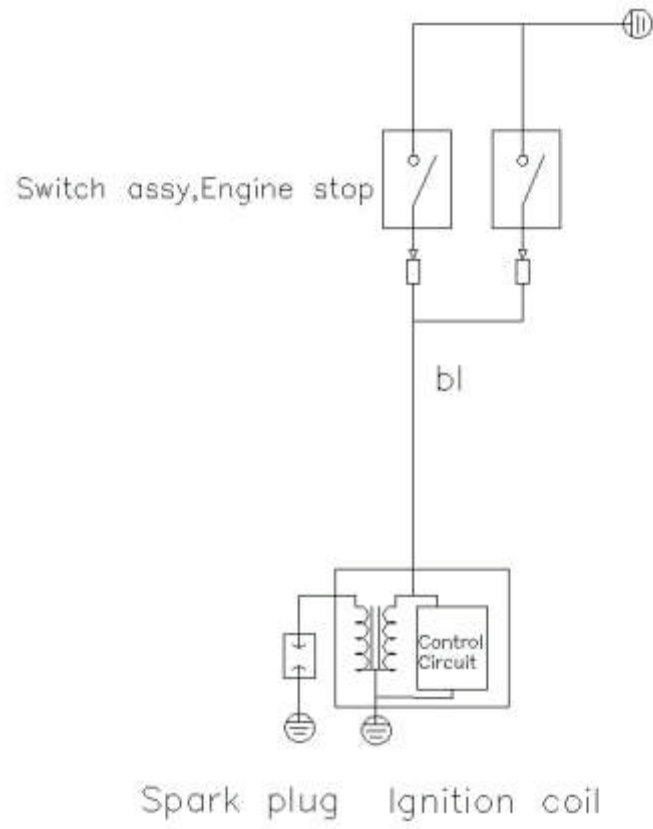 Switch assy,Engine stop
bl
Control
Circuit
Spark plug Ignition coil